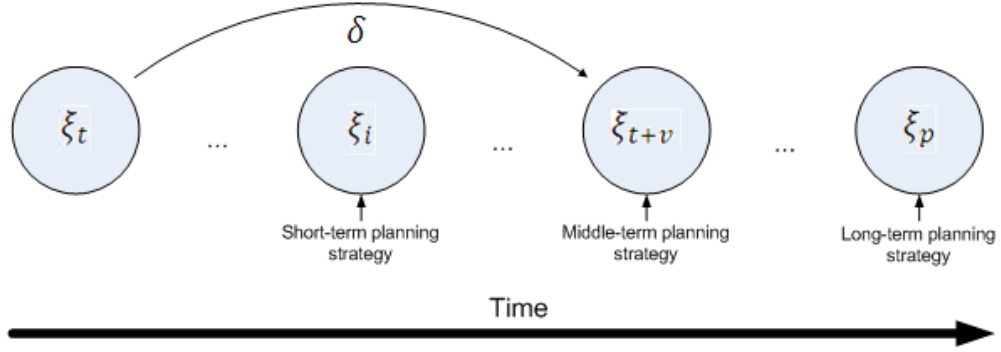 δ
ξt ... ξi ... ξt+v ... ξp
Short-term planning
strategy
Middle-term planning
strategy
Long-term planning
strategy
Time